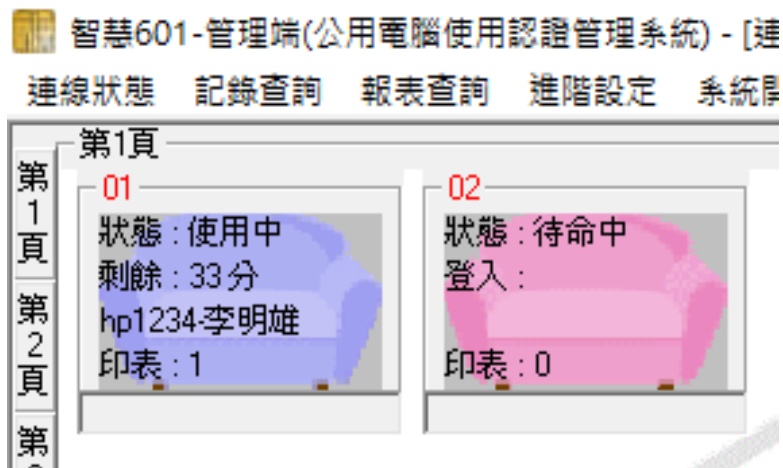 智慧601-管理端(公用電腦使用認證管理系統) - [連
連線狀態 記錄查詢 報表查詢 進階設定 系統開
第1頁
第1頁
第2頁
第
01
狀態 : 使用中
剩餘 : 33 分
hp1234-李明雄
印表 : 1
02
狀態 : 待命中
登入 :
印表 : 0